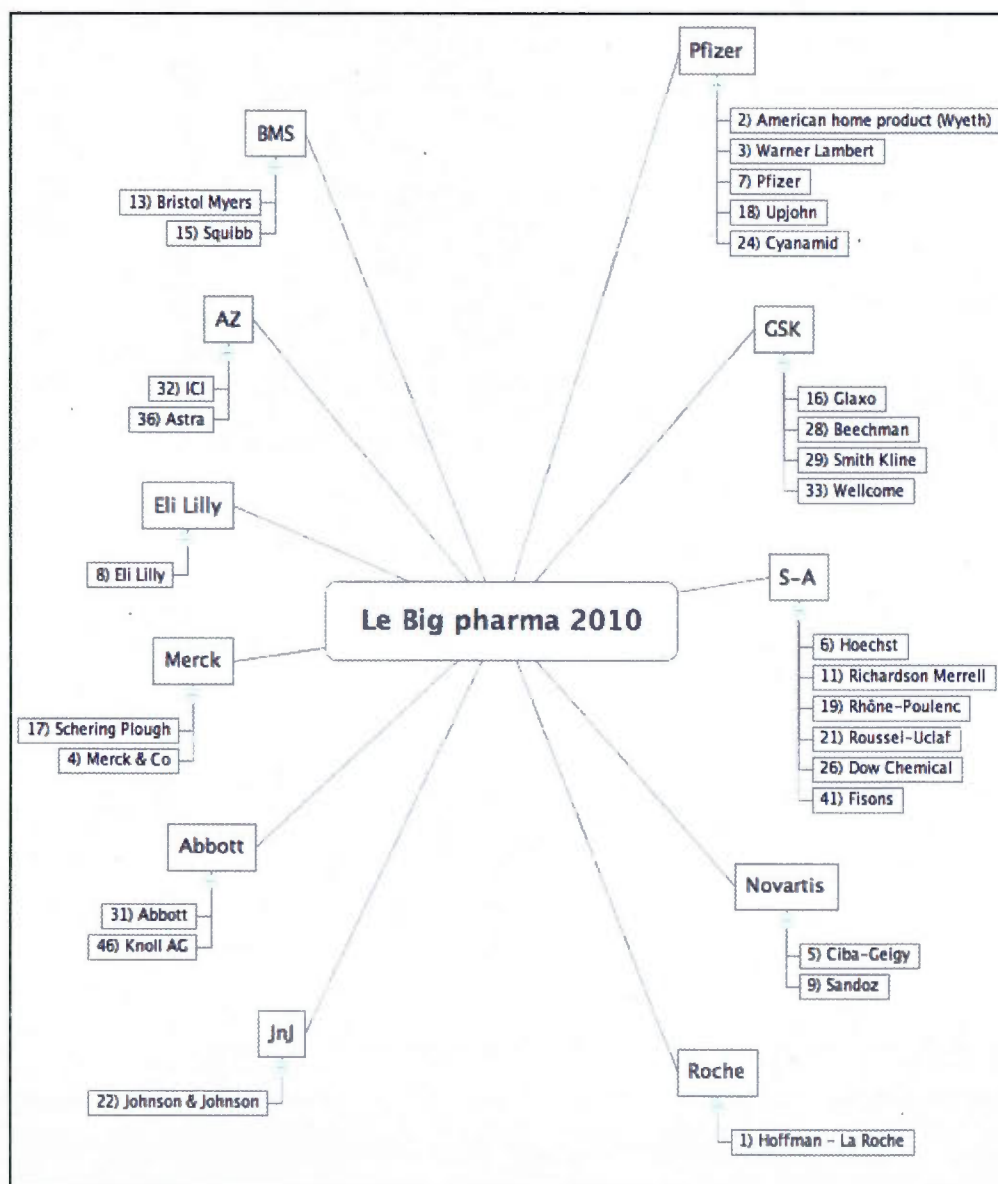 Pfizer
2) American home product (Wyeth)
3) Warner Lambert
7) Pfizer
18) Upjohn
24) Cyanamid
BMS
13) Bristol Myers
15) Squibb
AZ
32) ICI
36) Astra
GSK
16) Glaxo
28) Beechman
29) Smith Kline
33) Wellcome
Eli Lilly
8) Eli Lilly
S-A
6) Hoechst
11) Richardson Merrell
19) Rhône-Poulenc
21) Roussel-Uclaf
26) Dow Chemical
41) Fisons
Le Big pharma 2010
Merck
17) Schering Plough
4) Merck & Co
Abbott
31) Abbott
46) Knoll AG
Novartis
5) Ciba-Geigy
9) Sandoz
JnJ
22) Johnson & Johnson
Roche
1) Hoffman - La Roche